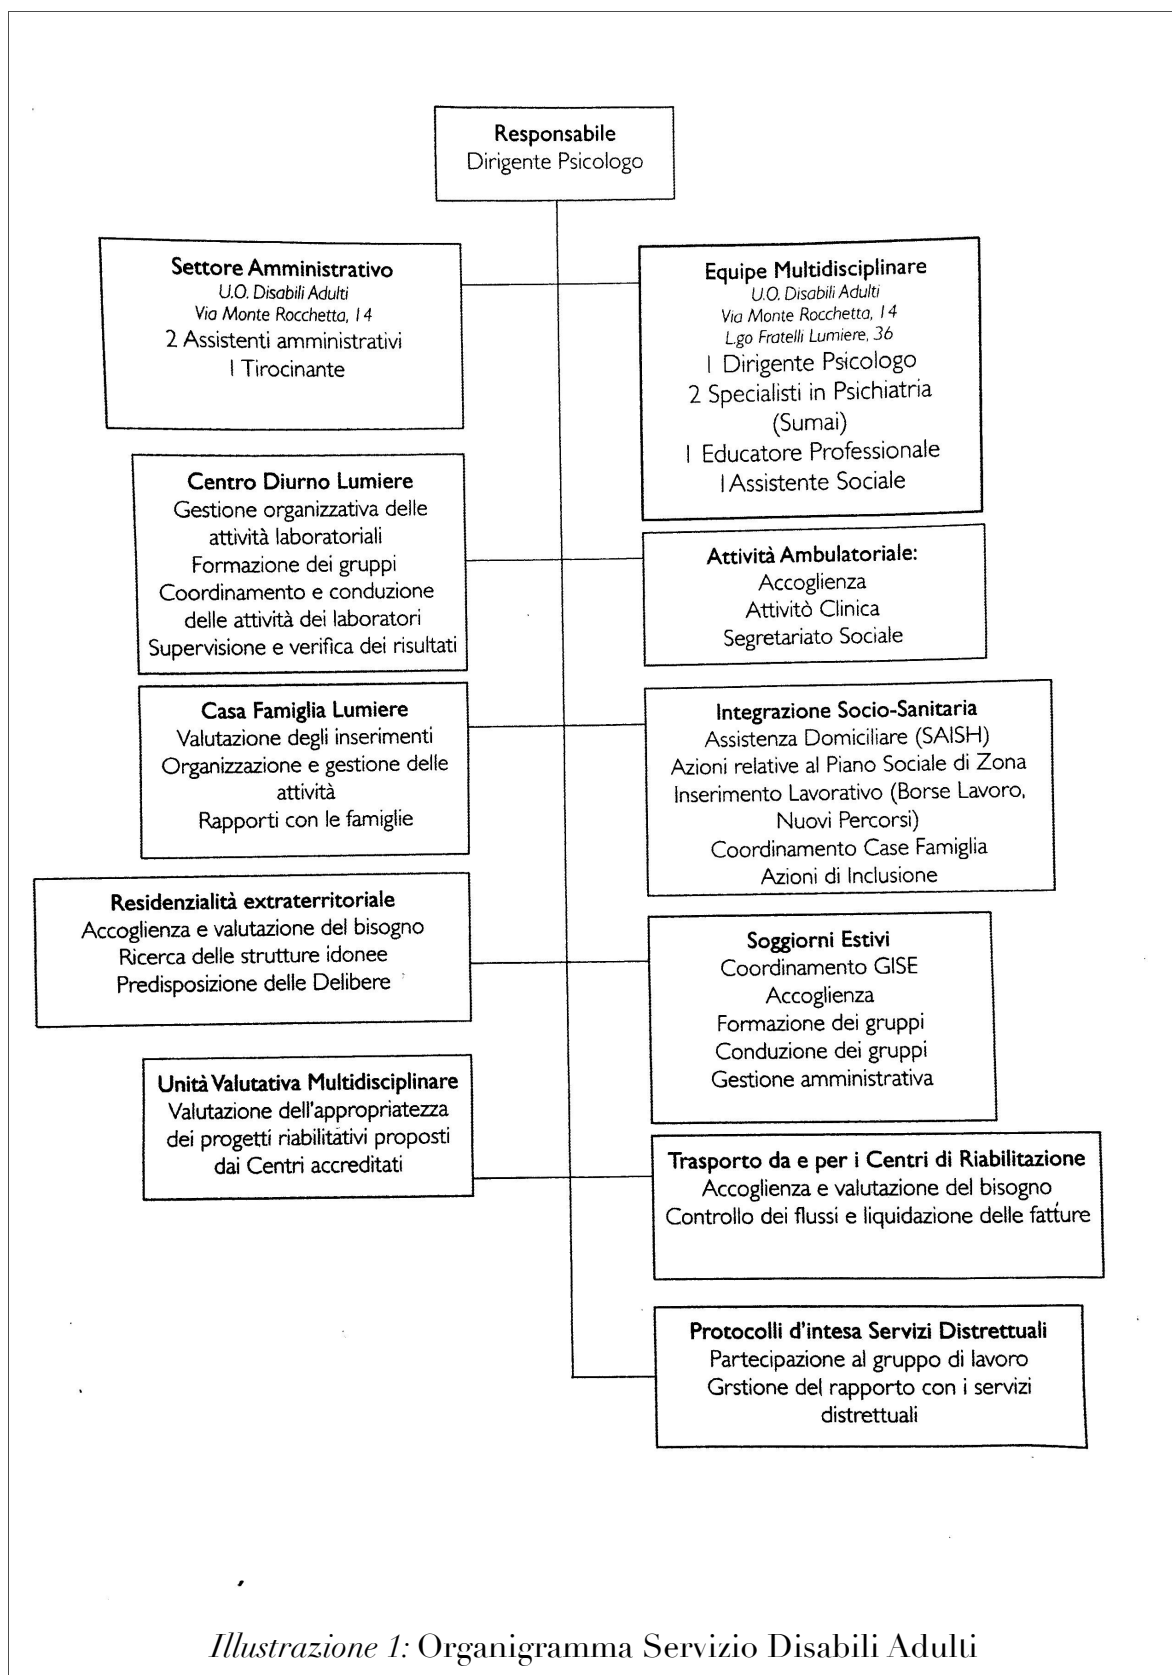 Responsabile
Dirigente Psicologo
Settore Amministrativo
U.O. Disabili Adulti
Via Monte Rocchetta, 14
2 Assistenti amministrativi
1 Tirocinante
Equipe Multidisciplinare
U.O. Disabili Adulti
Via Monte Rocchetta, 14
L.go Fratelli Lumiere, 36
1 Dirigente Psicologo
2 Specialisti in Psichiatria
(Sumai)
1 Educatore Professionale
1 Assistente Sociale
Centro Diurno Lumiere
Gestione organizzativa delle
attività laboratoriali
Formazione dei gruppi
Coordinamento e conduzione
delle attività dei laboratori
Supervisione e verifica dei risultati
Attività Ambulatoriale:
Accoglienza
Attivitò Clinica
Segretariato Sociale
Casa Famiglia Lumiere
Valutazione degli inserimenti
Organizzazione e gestione delle
attività
Rapporti con le famiglie
Integrazione Socio-Sanitaria
Assistenza Domiciliare (SAISH)
Azioni relative al Piano Sociale di Zona
Inserimento Lavorativo (Borse Lavoro,
Nuovi Percorsi)
Coordinamento Case Famiglia
Azioni di Inclusione
Residenzialità extraterritoriale
Accoglienza e valutazione del bisogno
Ricerca delle strutture idonee
Predisposizione delle Delibere
Soggiorni Estivi
Coordinamento GISE
Accoglienza
Formazione dei gruppi
Conduzione dei gruppi
Gestione amministrativa
Unità Valutativa Multidisciplinare
Valutazione dell'appropriatezza
dei progetti riabilitativi proposti
dai Centri accreditati
Trasporto da e per i Centri di Riabilitazione
Accoglienza e valutazione del bisogno
Controllo dei flussi e liquidazione delle fatture
Protocolli d'intesa Servizi Distrettuali
Partecipazione al gruppo di lavoro
Grstione del rapporto con i servizi
distrettuali
Illustrazione 1: Organigramma Servizio Disabili Adulti